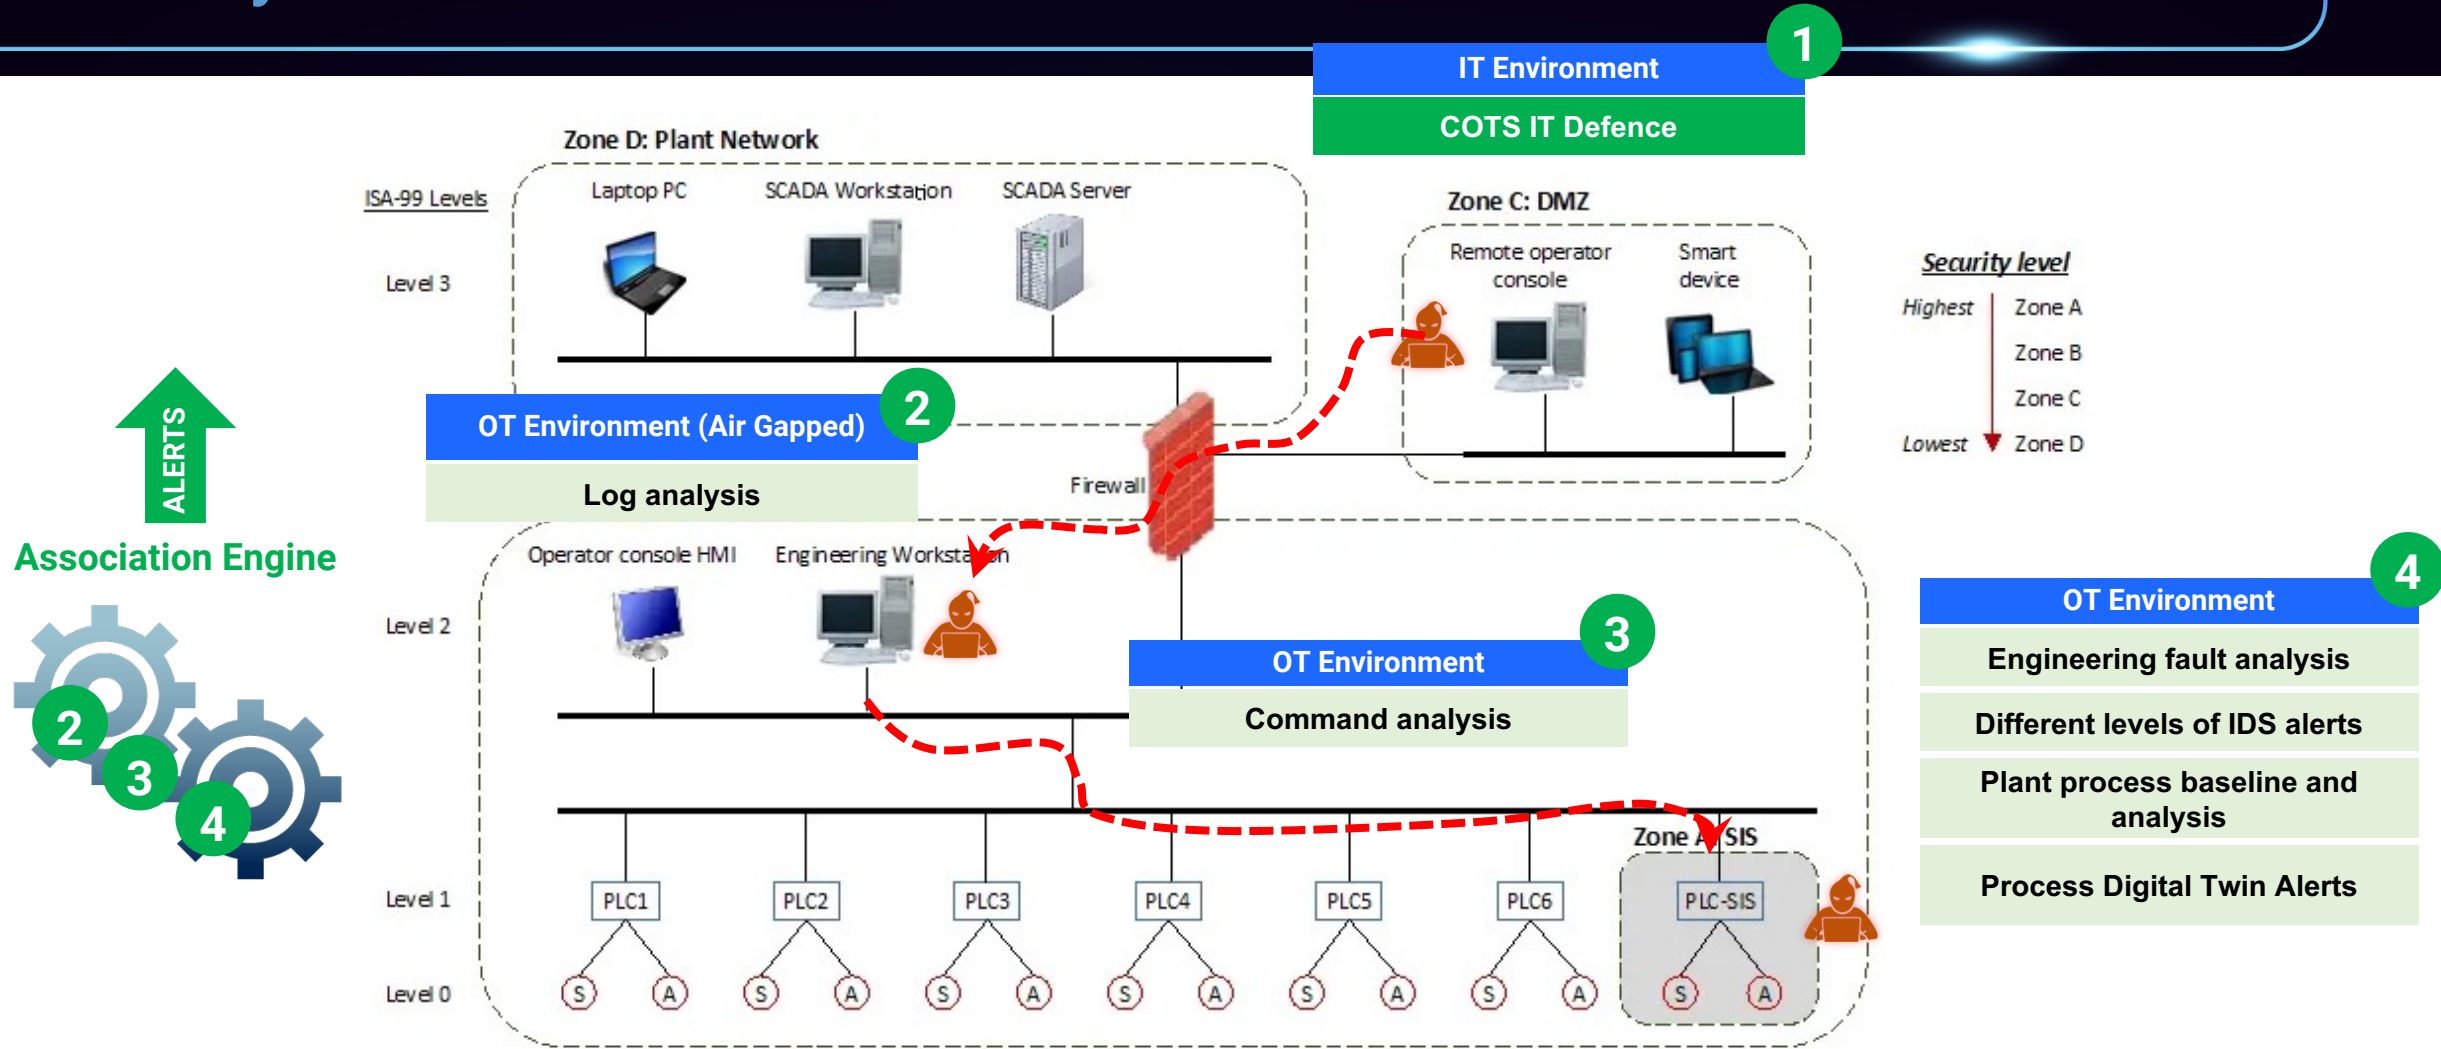 1
IT Environment
COTS IT Defence
Zone D: Plant Network
ISA-99 Levels
Laptop PC
SCADA Workstation
SCADA Server
Level 3
Zone C: DMZ
Remote operator
console
Smart
device
Security level
Highest
Zone A
Zone B
Zone C
Lowest
Zone D
2
OT Environment (Air Gapped)
Log analysis
Firewall
ALERTS
Association Engine
2
3
4
Operator console HMI
Engineering Workstation
Level 2
3
OT Environment
Command analysis
4
OT Environment
Engineering fault analysis
Different levels of IDS alerts
Plant process baseline and
analysis
Process Digital Twin Alerts
Zone A: SIS
Level 1
PLC1
PLC2
PLC3
PLC4
PLC5
PLC6
PLC-SIS
Level 0
S
A
S
A
S
A
S
A
S
A
S
A
S
A